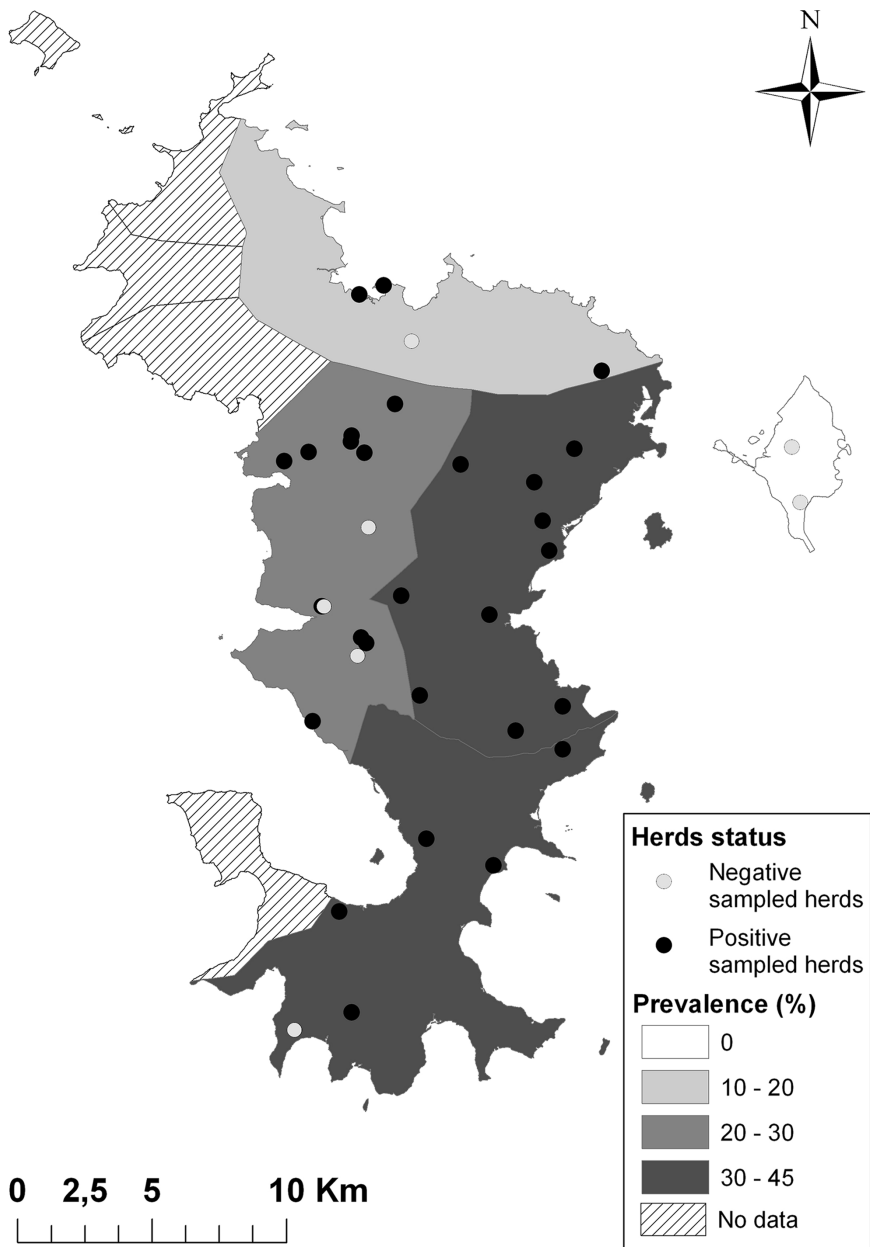 N
Herds status
Negative
sampled herds
Positive
sampled herds
Prevalence (%)
0
10 - 20
20 - 30
30 - 45
No data
0 2,5 5 10 Km